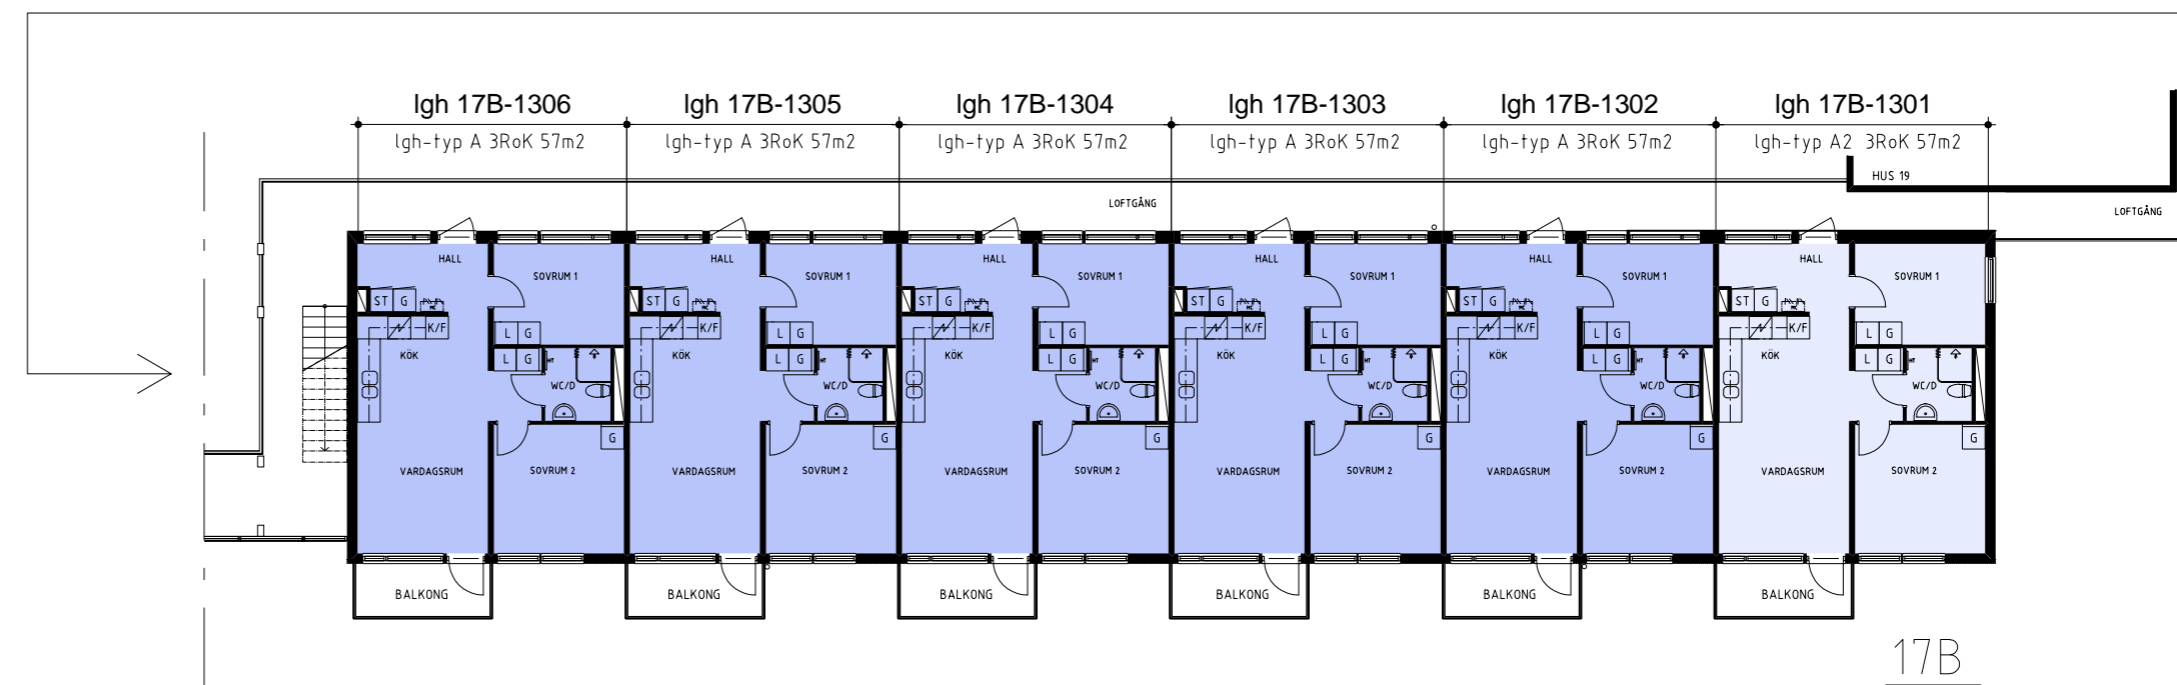 lgh 17B-1306 lgh 17B-1305 lgh 17B-1304 lgh 17B-1303 lgh 17B-1302 lgh 17B-1301
lgh-typ A 3RoK 57m2 lgh-typ A 3RoK 57m2 lgh-typ A 3RoK 57m2 lgh-typ A 3RoK 57m2 lgh-typ A 3RoK 57m2 lgh-typ A2 3RoK 57m2
HUS 19
LOFTGÅNG LOFTGÅNG
HALL HALL HALL HALL HALL HALL
SOVRUM 1 SOVRUM 1 SOVRUM 1 SOVRUM 1 SOVRUM 1 SOVRUM 1
ST G ST G ST G ST G ST G ST G
K/F K/F K/F K/F K/F K/F
L G L G L G L G L G L G
KÖK L G KÖK L G KÖK L G KÖK L G KÖK L G KÖK L G
WC/D WC/D WC/D WC/D WC/D WC/D
G G G G G G
VARDAGSRUM SOVRUM 2 VARDAGSRUM SOVRUM 2 VARDAGSRUM SOVRUM 2 VARDAGSRUM SOVRUM 2 VARDAGSRUM SOVRUM 2 VARDAGSRUM SOVRUM 2
BALKONG BALKONG BALKONG BALKONG BALKONG BALKONG
17B